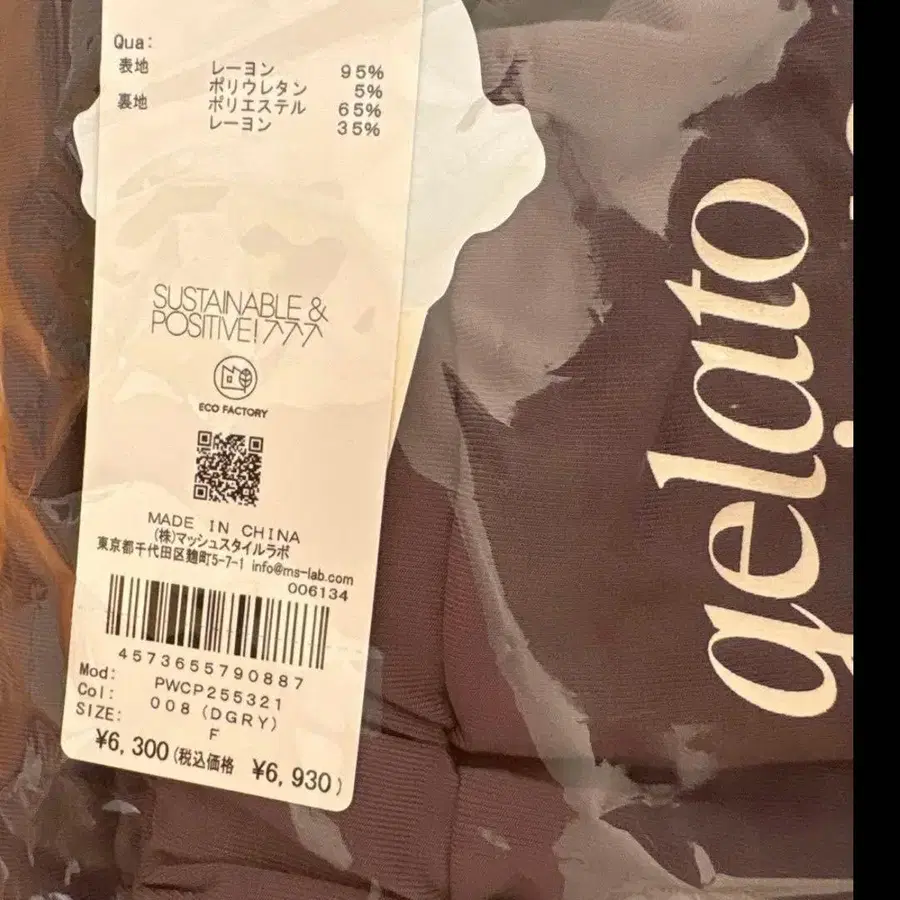 Qua:
表地 レーヨン 95%
ポリウレタン 5%
裏地 ポリエステル 65%
レーヨン 35%
SUSTAINABLE &
POSITIVE!
ECO FACTORY
MADE IN CHINA
(株)マッシュスタイルラボ
東京都千代田区麹町5-7-1 info@ms-lab.com
006134
4573655790887
Mod: PWCP255321
Col: 008 (DGRY)
SIZE: F
¥6,300(税込価格 ¥6,930)
gelato